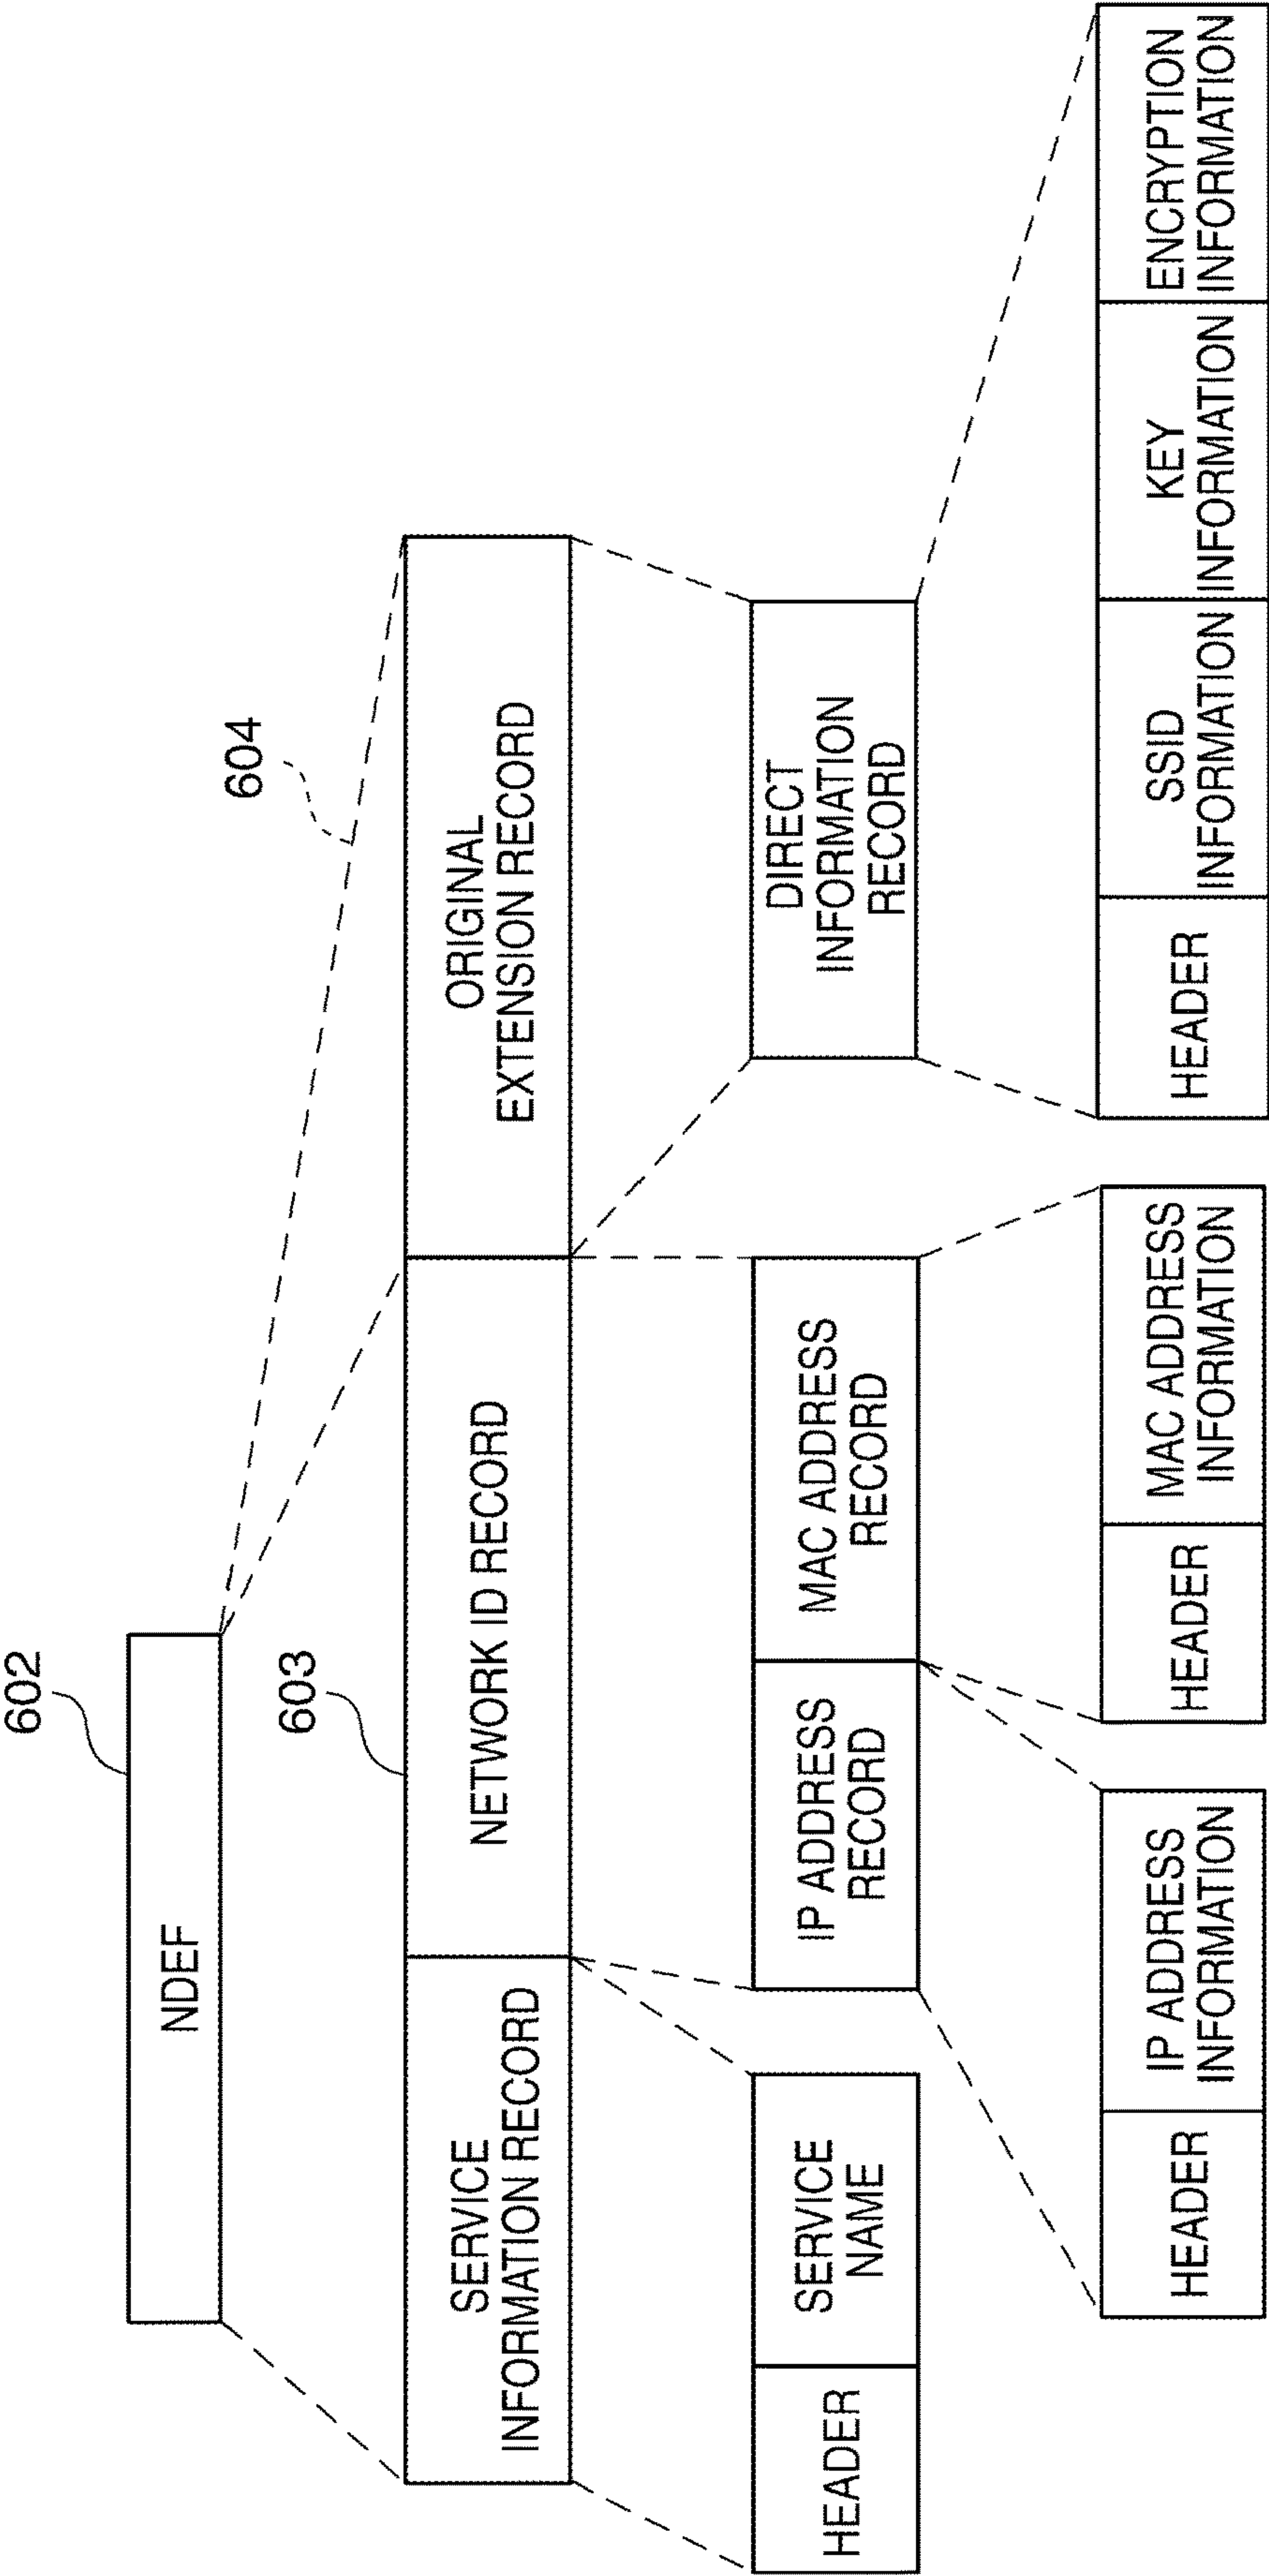 602
NDEF
603
604
SERVICE
INFORMATION RECORD
NETWORK ID RECORD
ORIGINAL
EXTENSION RECORD
HEADER
SERVICE
NAME
IP ADDRESS
RECORD
MAC ADDRESS
RECORD
DIRECT
INFORMATION
RECORD
HEADER
IP ADDRESS
INFORMATION
HEADER
MAC ADDRESS
INFORMATION
HEADER
SSID
INFORMATION
KEY
INFORMATION
ENCRYPTION
INFORMATION